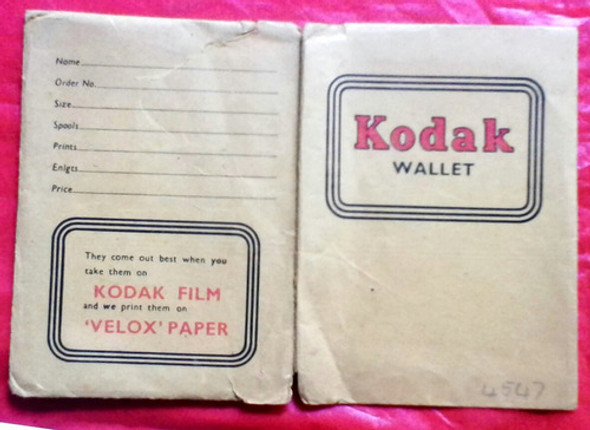 Name
Order No.
Size
Spools
Prints
Enlgts
Price
They come out best when you
take them on
KODAK FILM
and we print them on
'VELOX' PAPER
Kodak
WALLET
4547